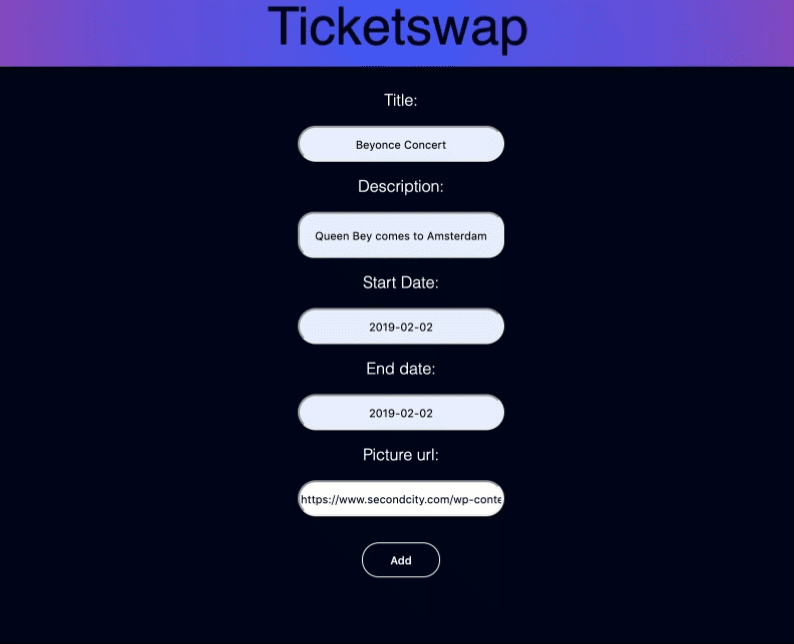 Ticketswap
Title:
Beyonce Concert
Description:
Queen Bey comes to Amsterdam
Start Date:
2019-02-02
End date:
2019-02-02
Picture url:
https://www.secondcity.com/wp-conte
Add